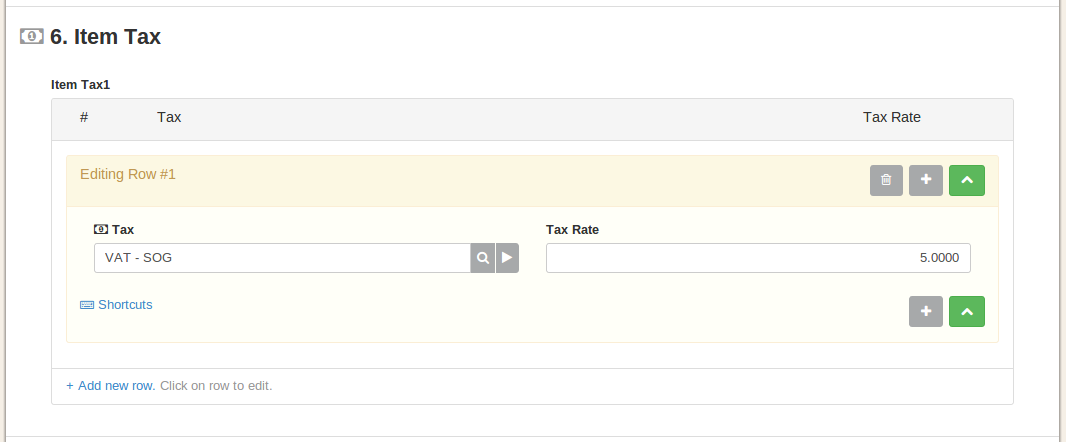 6. Item Tax
Item Tax1
# Tax Tax Rate
Editing Row #1
Tax Tax Rate
VAT - SOG 5.0000
Shortcuts
+ Add new row. Click on row to edit.